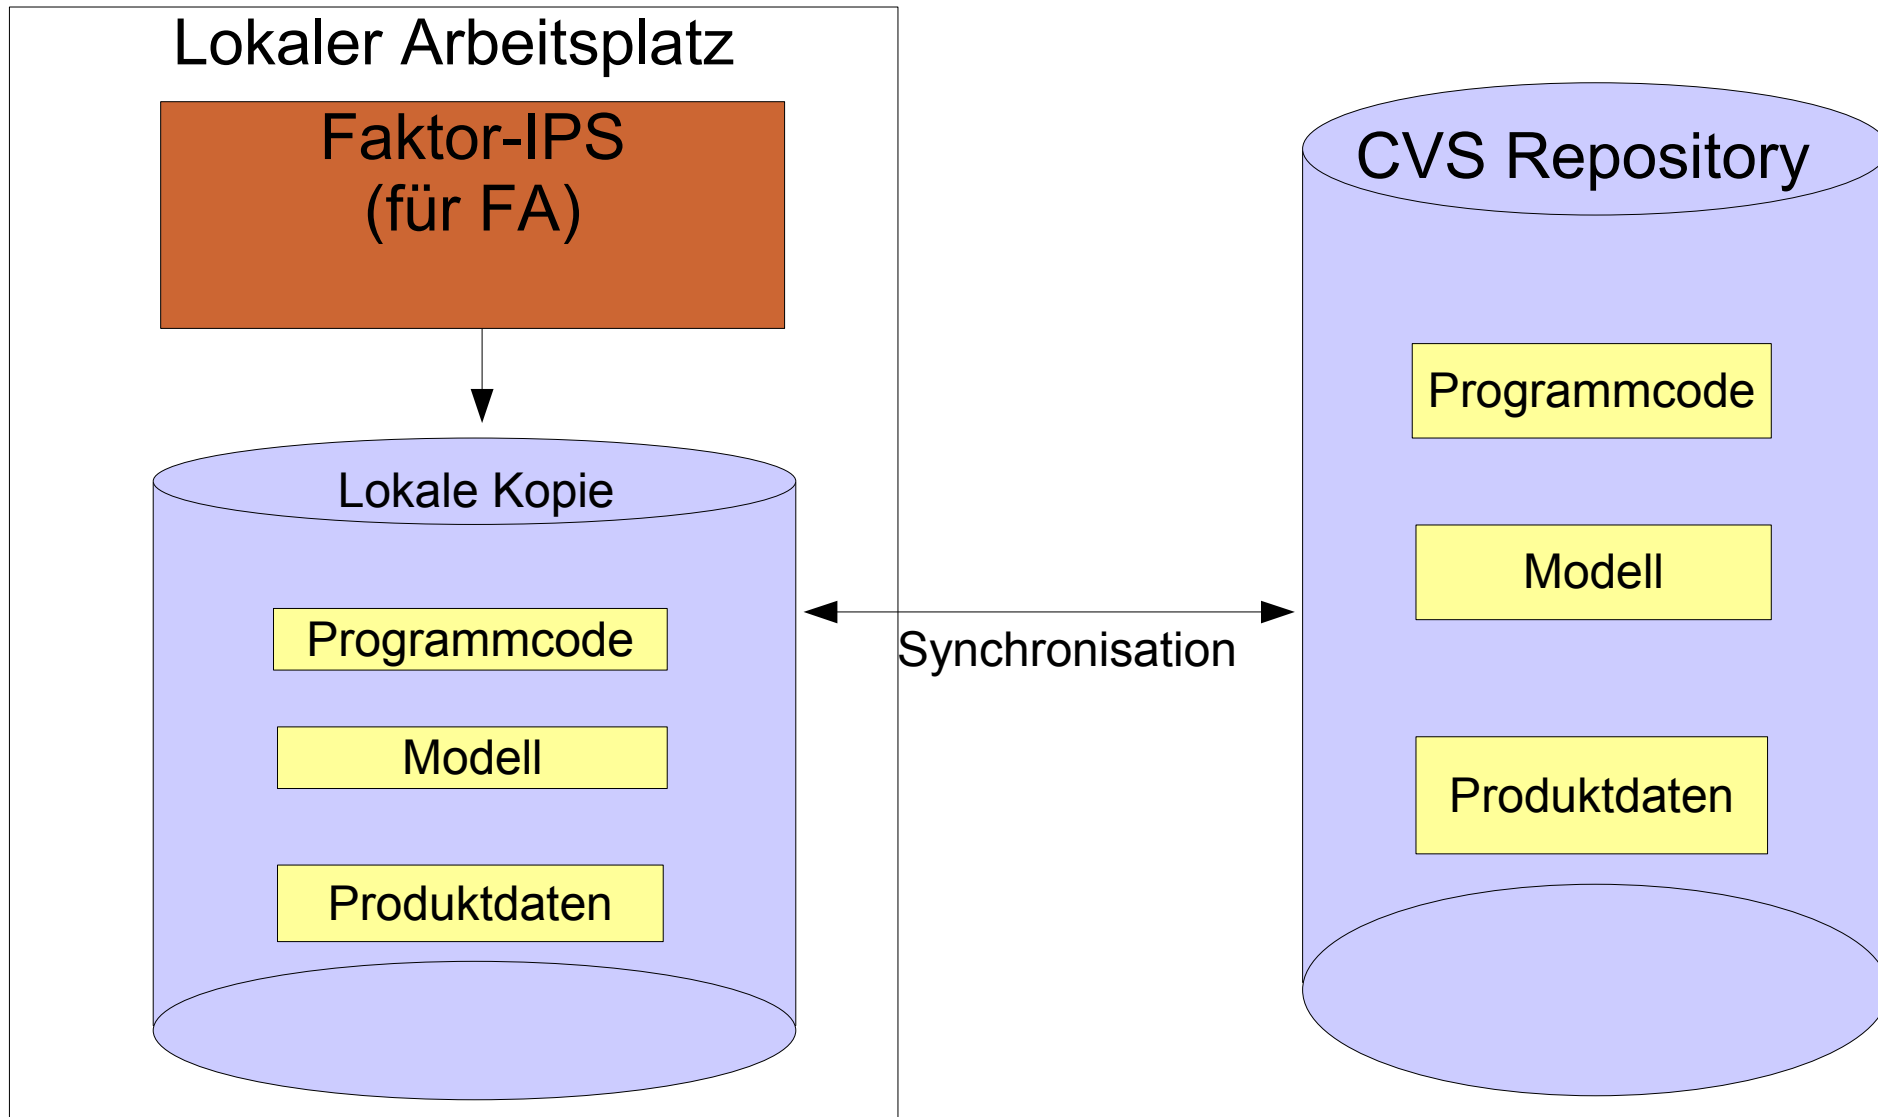 Lokaler Arbeitsplatz
Faktor-IPS
(für FA)
Lokale Kopie
Programmcode
Modell
Produktdaten
Synchronisation
CVS Repository
Programmcode
Modell
Produktdaten